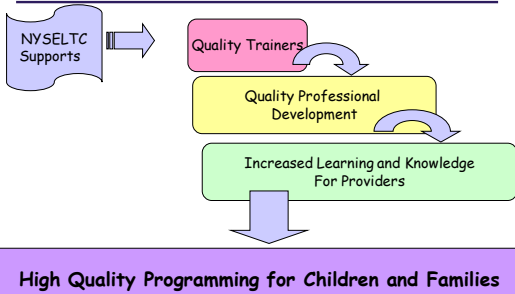 NYSELTC
Supports
Quality Trainers
Quality Professional
Development
Increased Learning and Knowledge
For Providers
High Quality Programming for Children and Families